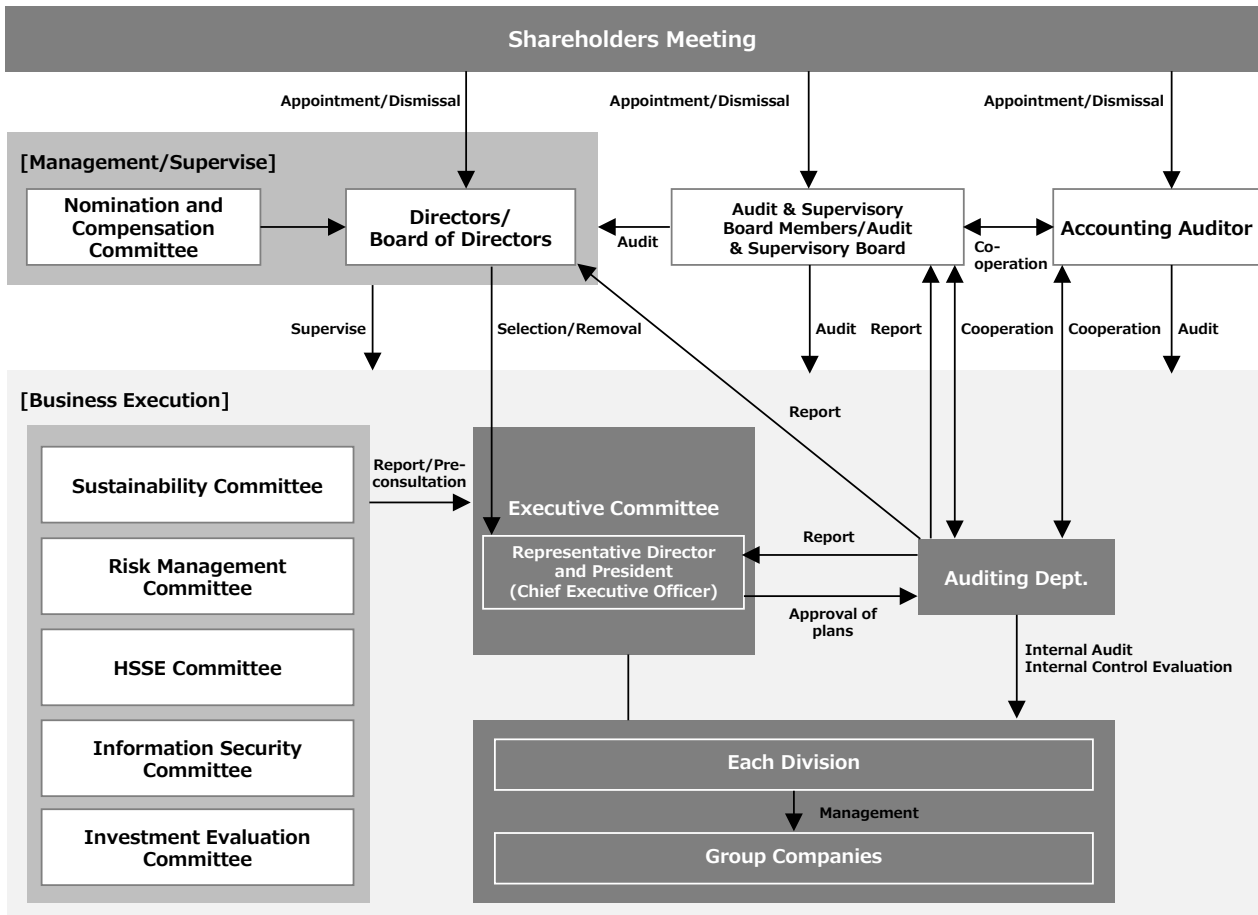 Shareholders Meeting
Appointment/Dismissal
Appointment/Dismissal
Appointment/Dismissal
[Management/Supervise]
Nomination and
Compensation
Committee
Directors/
Board of Directors
Audit
Audit & Supervisory
Board Members/Audit
& Supervisory Board
Co-
operation
Accounting Auditor
Supervise
Selection/Removal
Audit
Report
Cooperation
Cooperation
Audit
[Business Execution]
Report
Sustainability Committee
Risk Management
Committee
HSSE Committee
Information Security
Committee
Investment Evaluation
Committee
Report/Pre-
consultation
Executive Committee
Representative Director
and President
(Chief Executive Officer)
Report
Approval of
plans
Auditing Dept.
Internal Audit
Internal Control Evaluation
Each Division
Management
Group Companies